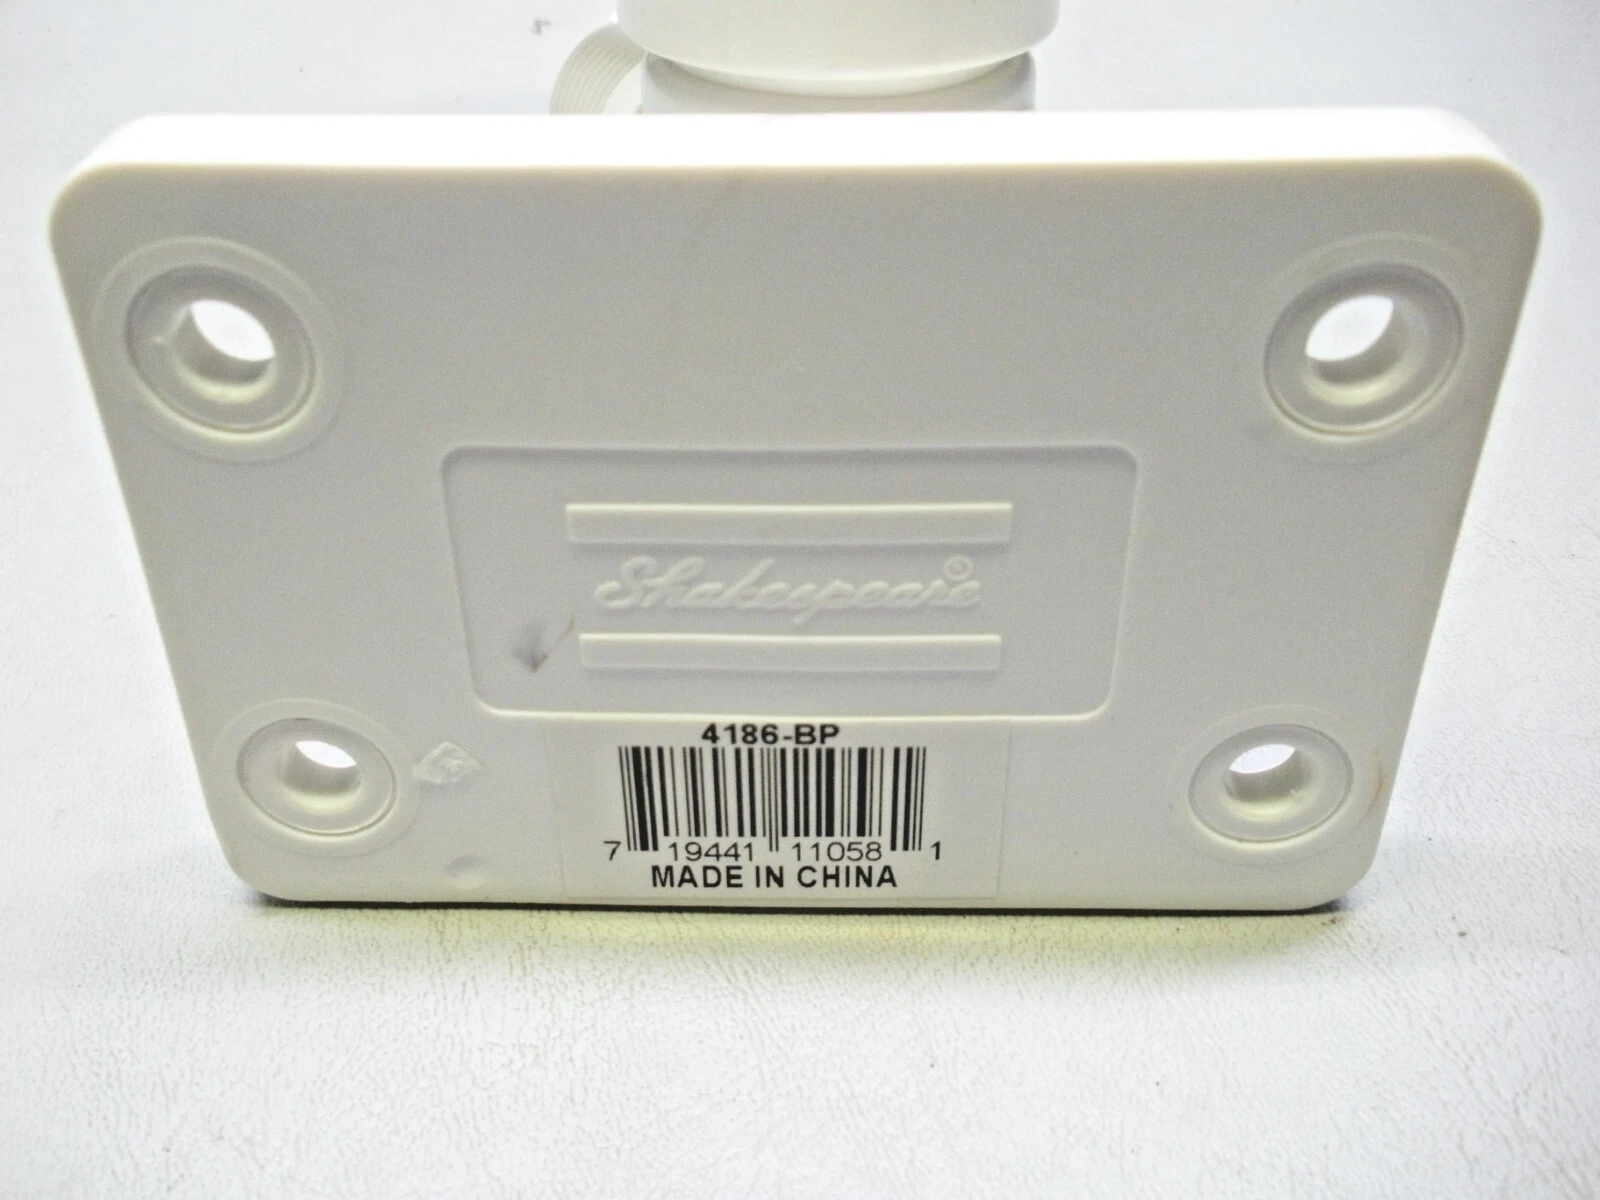 Shakespeare®
4186-BP
7 19441 11058 1
MADE IN CHINA